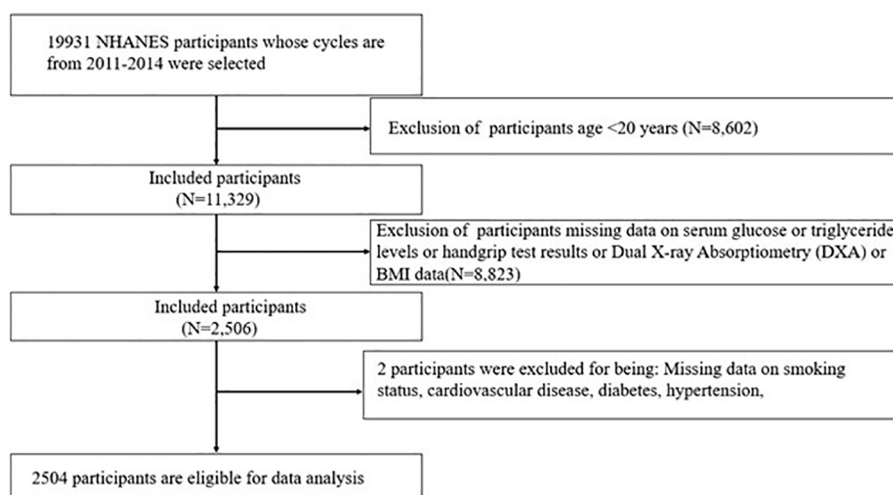 19931 NHANES participants whose cycles are
from 2011-2014 were selected
Exclusion of participants age <20 years (N=8,602)
Included participants
(N=11,329)
Exclusion of participants missing data on serum glucose or triglyceride
levels or handgrip test results or Dual X-ray Absorptiometry (DXA) or
BMI data(N=8,823)
Included participants
(N=2,506)
2 participants were excluded for being: Missing data on smoking
status, cardiovascular disease, diabetes, hypertension,
2504 participants are eligible for data analysis